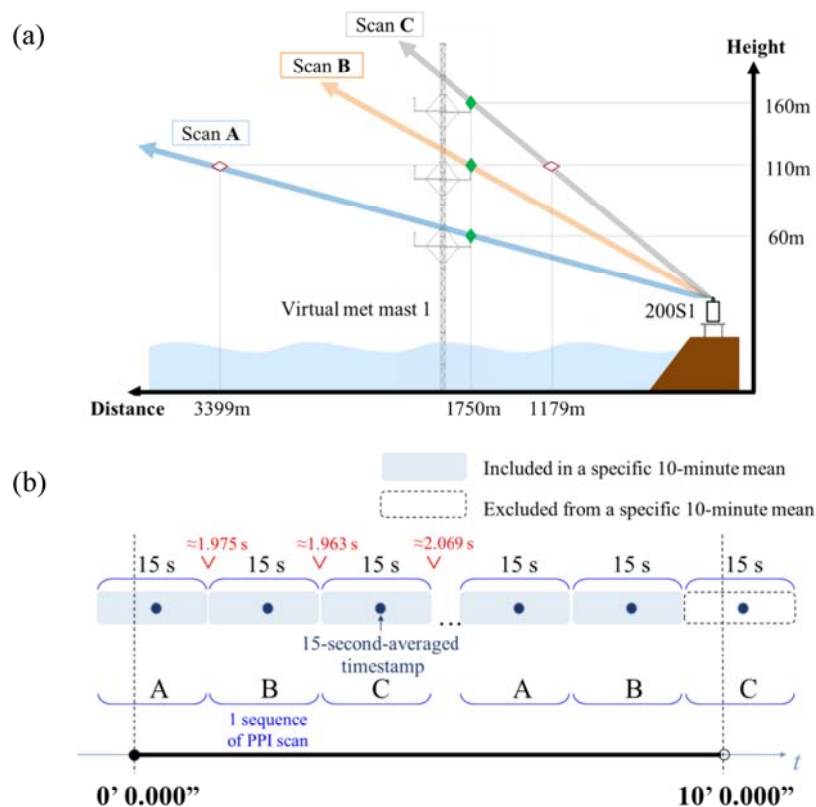 (a)
Height
Scan C
Scan B
Scan A
160m
110m
60m
Virtual met mast 1
200S1
Distance
3399m
1750m
1179m
(b)
Included in a specific 10-minute mean
Excluded from a specific 10-minute mean
≈1.975 s
≈1.963 s
≈2.069 s
15 s
15 s
15 s
15 s
15 s
15 s
...
15-second-averaged
timestamp
A
B
C
A
B
C
1 sequence
of PPI scan
t
0’ 0.000”
10’ 0.000”